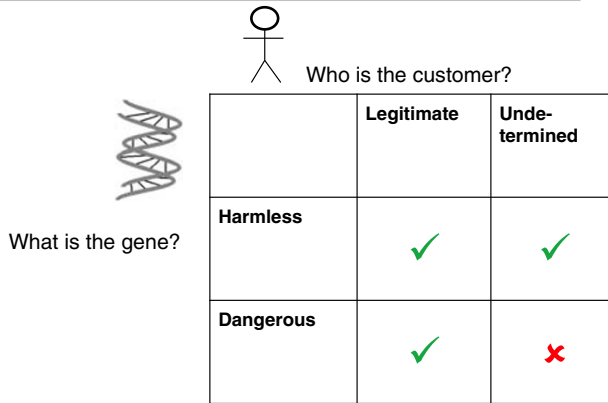 Who is the customer?
Legitimate
Unde-
termined
What is the gene?
Harmless
Dangerous